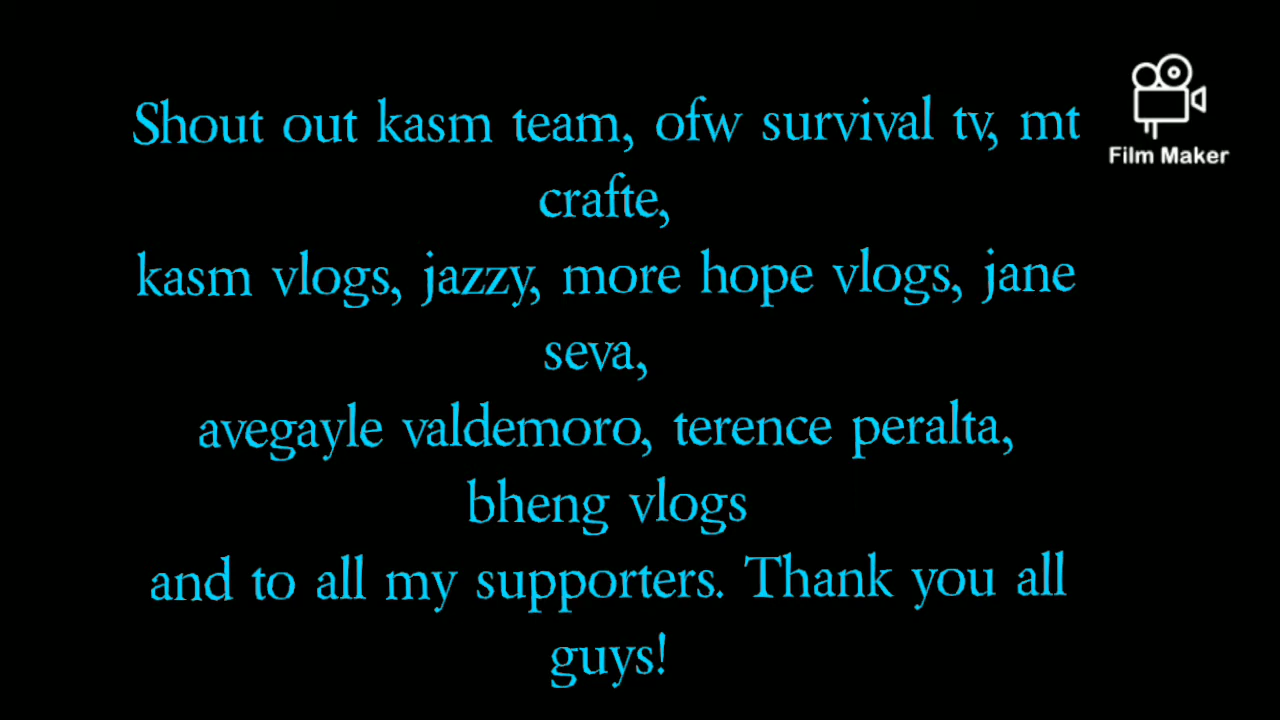 Shout out kasm team, ofw survival tv, mt
crafte,
kasm vlogs, jazzy, more hope vlogs, jane
seva,
avegayle valdemoro, terence peralta,
bheng vlogs
and to all my supporters. Thank you all
guys!
Film Maker